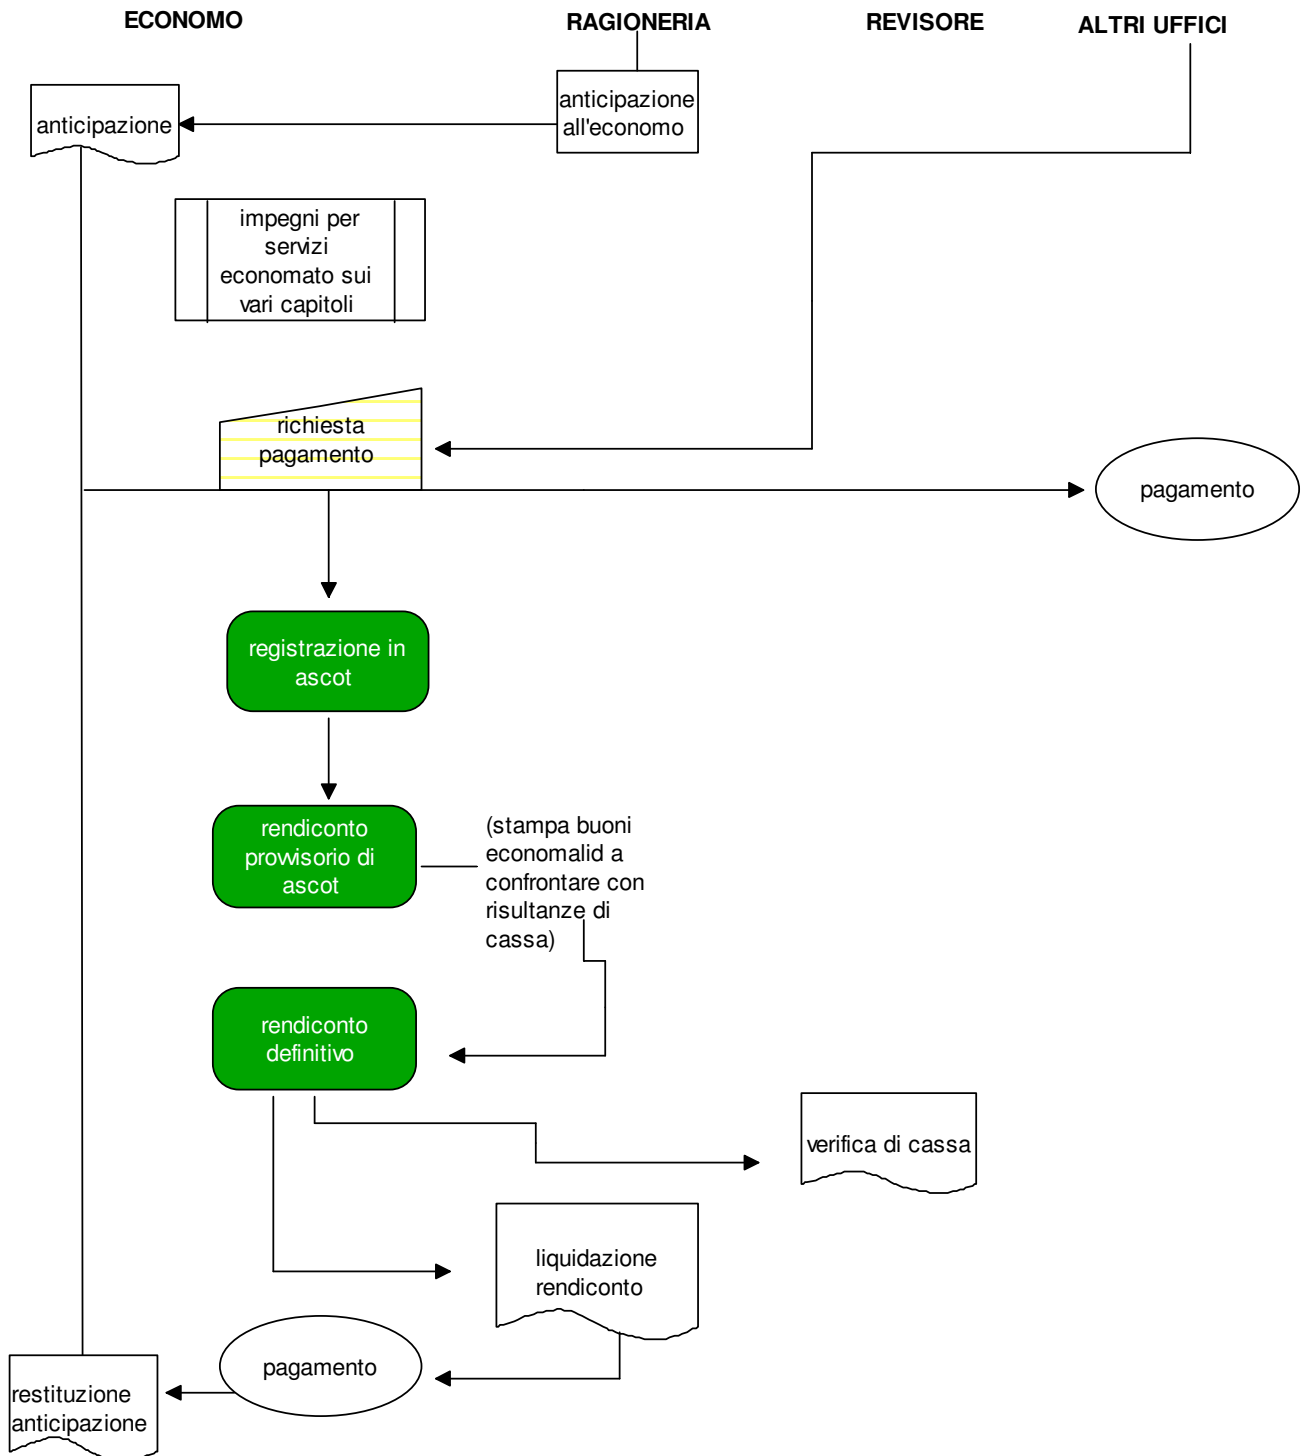 ECONOMO
RAGIONERIA
REVISORE
ALTRI UFFICI
anticipazione
anticipazione
all'economo
impegni per
servizi
economato sui
vari capitoli
richiesta
pagamento
pagamento
registrazione in
ascot
rendiconto
provvisorio di
ascot
(stampa buoni
economalid a
confrontare con
risultanze di
cassa)
rendiconto
definitivo
verifica di cassa
liquidazione
rendiconto
pagamento
restituzione
anticipazione